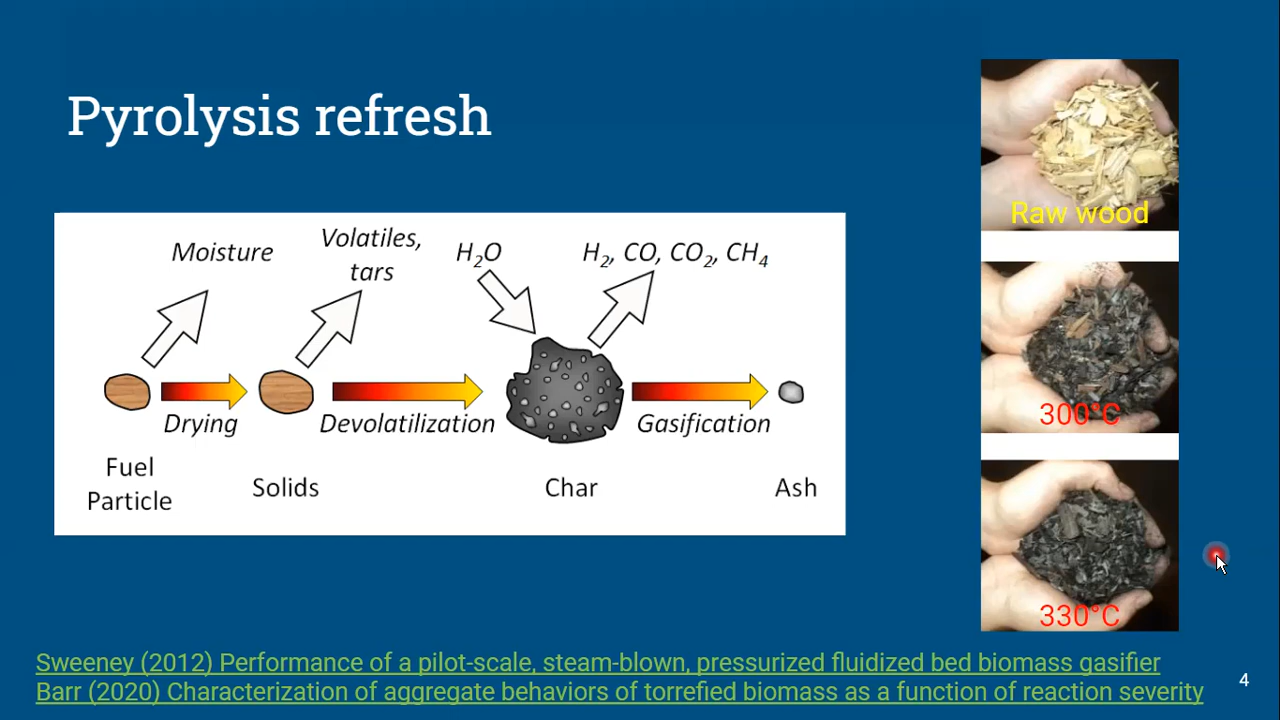 Pyrolysis refresh
Moisture
Volatiles,
tars
H₂O
H₂, CO, CO₂, CH₄
Drying
Devolatilization
Gasification
Fuel
Particle
Solids
Char
Ash
Raw wood
300°C
330°C
Sweeney (2012) Performance of a pilot-scale, steam-blown, pressurized fluidized bed biomass gasifier
Barr (2020) Characterization of aggregate behaviors of torrefied biomass as a function of reaction severity
4